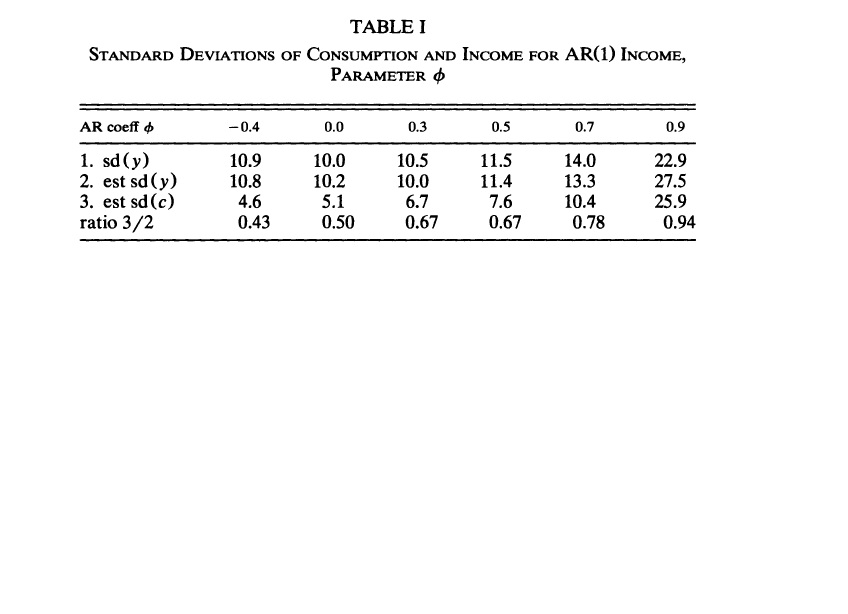 TABLE I
STANDARD DEVIATIONS OF CONSUMPTION AND INCOME FOR AR(1) INCOME,
PARAMETER ϕ
AR coeff ϕ −0.4 0.0 0.3 0.5 0.7 0.9
1. sd(y) 10.9 10.0 10.5 11.5 14.0 22.9
2. est sd(y) 10.8 10.2 10.0 11.4 13.3 27.5
3. est sd(c) 4.6 5.1 6.7 7.6 10.4 25.9
ratio 3/2 0.43 0.50 0.67 0.67 0.78 0.94